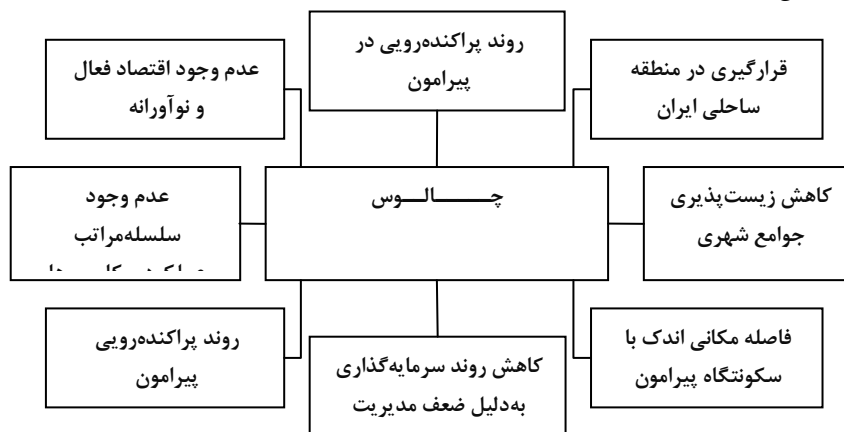 قرارگیری در منطقه
ساحلی ایران
روند پراکنده‌رویی در
پیرامون
عدم وجود اقتصاد فعال
و نوآورانه
کاهش زیست‌پذیری
جوامع شهری
چـــــالـــوس
عدم وجود
سلسله‌مراتب
فاصله مکانی اندک با
سکونتگاه پیرامون
کاهش روند سرمایه‌گذاری
به‌دلیل ضعف مدیریت
روند پراکنده‌رویی
پیرامون